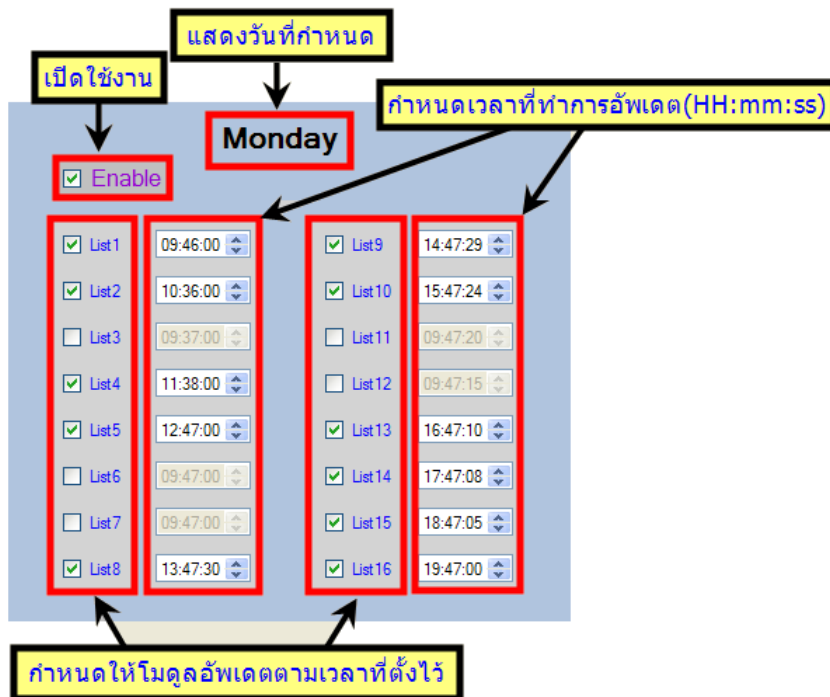 แสดงวันที่กำหนด
เปิดใช้งาน
กำหนดเวลาที่ทำการอัพเดต(HH:mm:ss)
Monday
Enable
List1 09:46:00 List9 14:47:29
List2 10:36:00 List10 15:47:24
List3 09:37:00 List11 09:47:20
List4 11:38:00 List12 09:47:15
List5 12:47:00 List13 16:47:10
List6 09:47:00 List14 17:47:08
List7 09:47:00 List15 18:47:05
List8 13:47:30 List16 19:47:00
กำหนดให้โมดูลอัพเดตตามเวลาที่ตั้งไว้